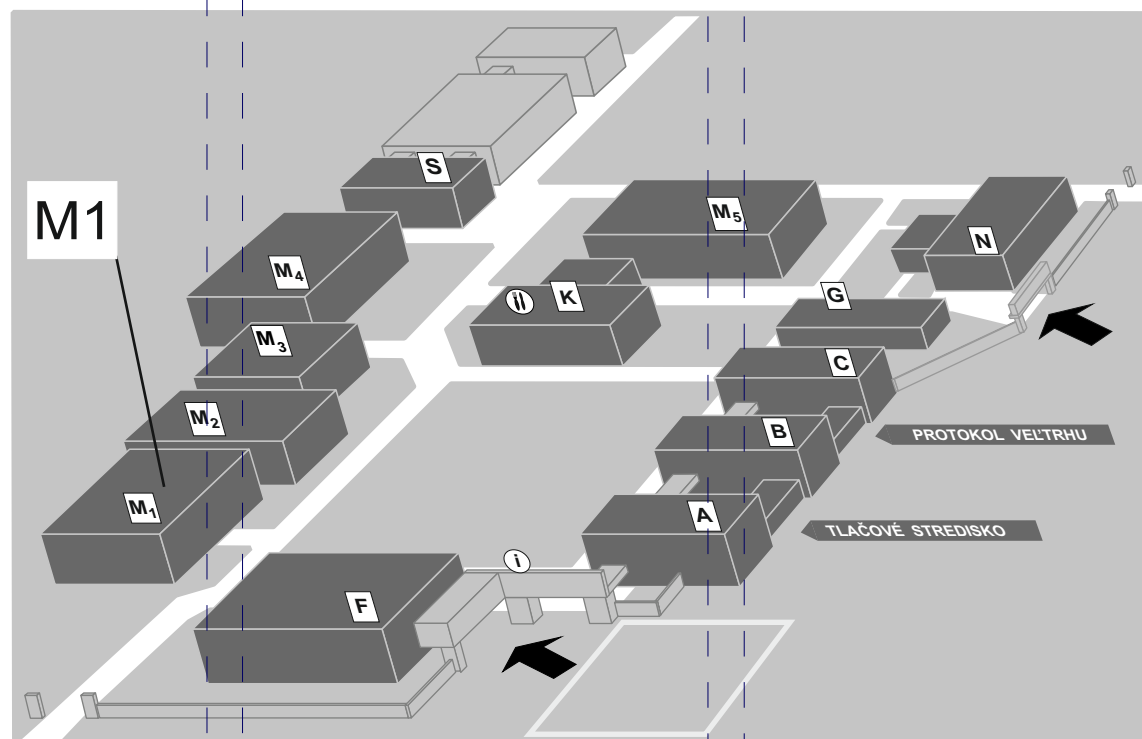 S
M1
M5
N
M4
G
K
M3
C
M2
B
PROTOKOL VEĽTRHU
M1
A
TLAČOVÉ STREDISKO
i
F